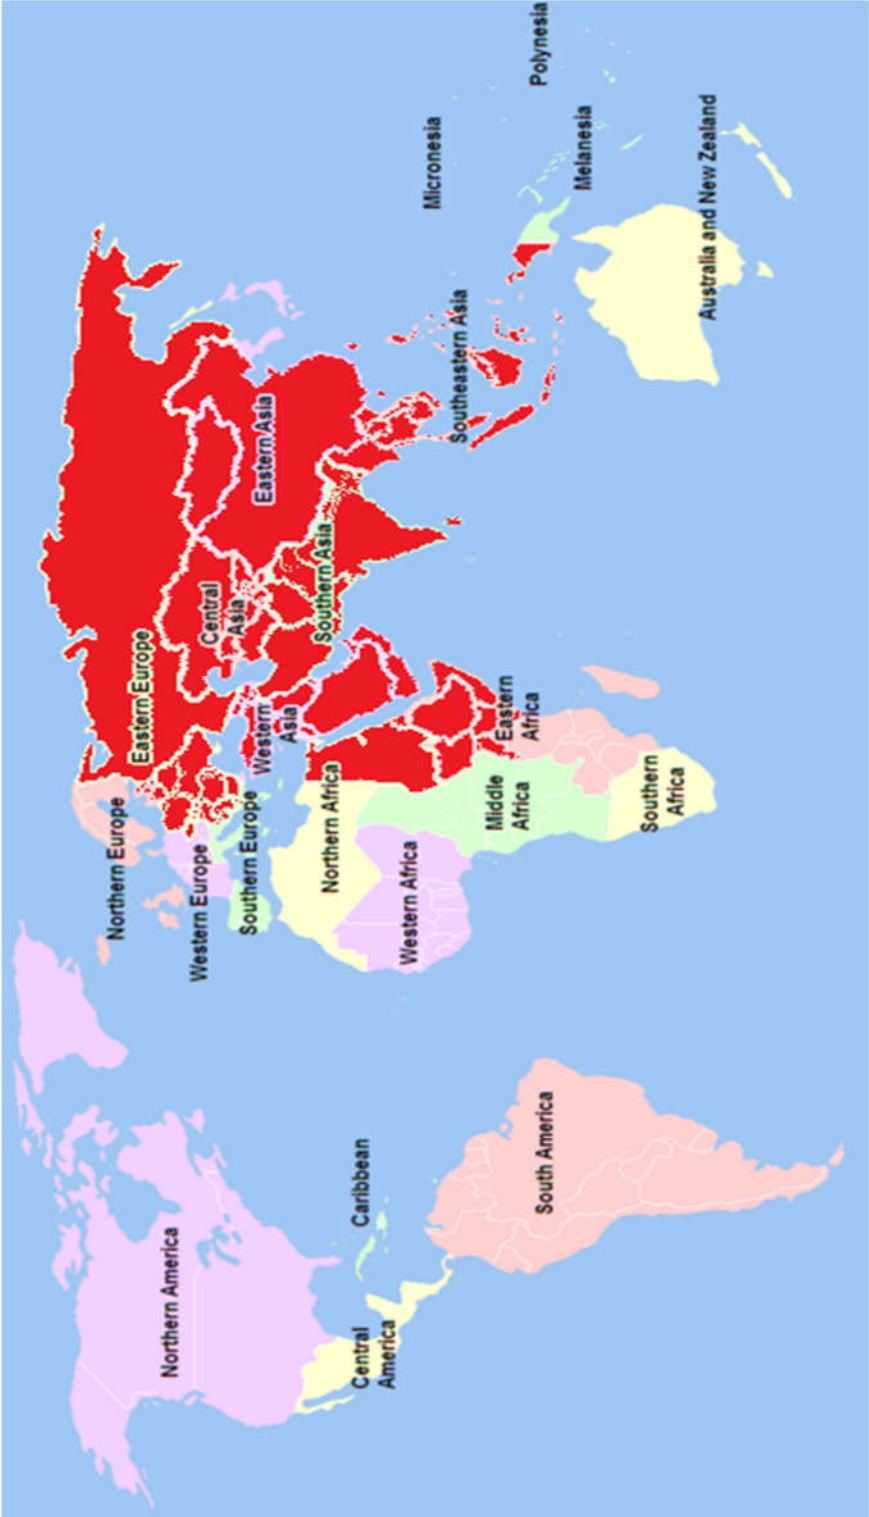 Northern America
Central
America
Caribbean
South America
Northern Europe
Western Europe
Southern Europe
Eastern Europe
Northern Africa
Western Africa
Middle
Africa
Eastern
Africa
Southern
Africa
Western
Asia
Central
Asia
Southern Asia
Eastern Asia
Southeastern Asia
Micronesia
Melanesia
Polynesia
Australia and New Zealand